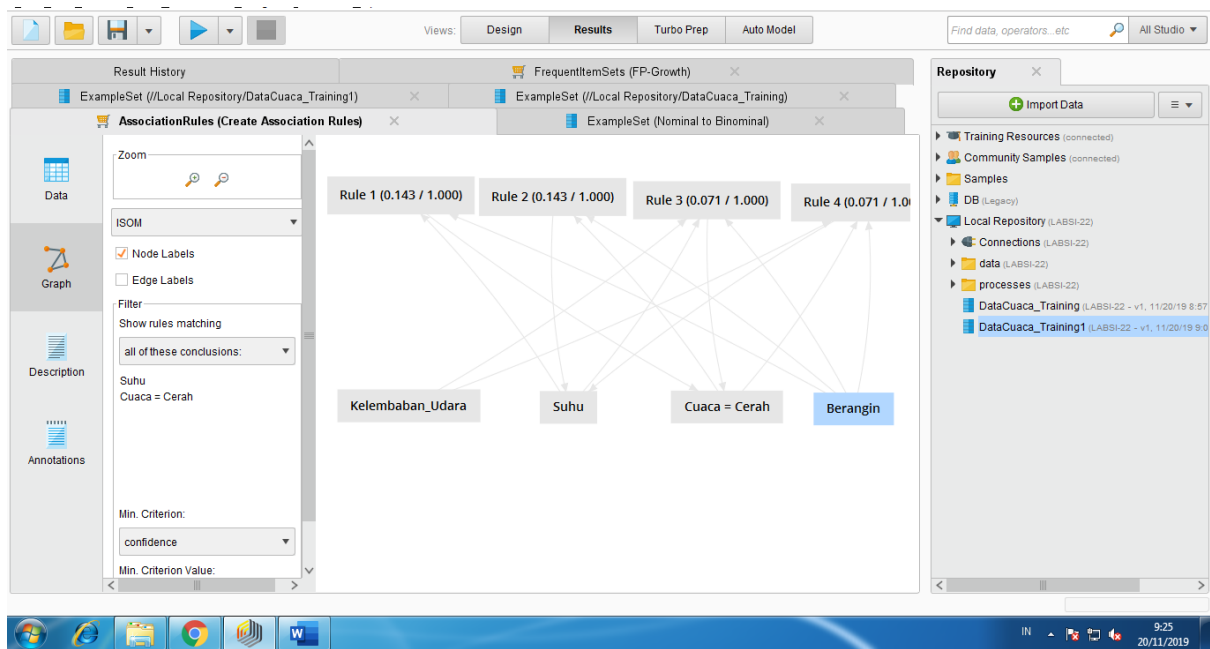 Views:
Design
Results
Turbo Prep
Auto Model
Find data, operators...etc
All Studio
Result History
FrequentItemSets (FP-Growth)
ExampleSet (//Local Repository/DataCuaca_Training1)
ExampleSet (//Local Repository/DataCuaca_Training)
AssociationRules (Create Association Rules)
ExampleSet (Nominal to Binominal)
Data
Graph
Description
Annotations
Zoom
ISOM
Node Labels
Edge Labels
Filter
Show rules matching
all of these conclusions:
Suhu
Cuaca = Cerah
Min. Criterion:
confidence
Min. Criterion Value:
Rule 1 (0.143 / 1.000)
Rule 2 (0.143 / 1.000)
Rule 3 (0.071 / 1.000)
Rule 4 (0.071 / 1.0
Kelembaban_Udara
Suhu
Cuaca = Cerah
Berangin
Repository
Import Data
Training Resources (connected)
Community Samples (connected)
Samples
DB (Legacy)
Local Repository (LABSI-22)
Connections (LABSI-22)
data (LABSI-22)
processes (LABSI-22)
DataCuaca_Training (LABSI-22 - v1, 11/20/19 8:57
DataCuaca_Training1 (LABSI-22 - v1, 11/20/19 9:0
IN
9:25
20/11/2019